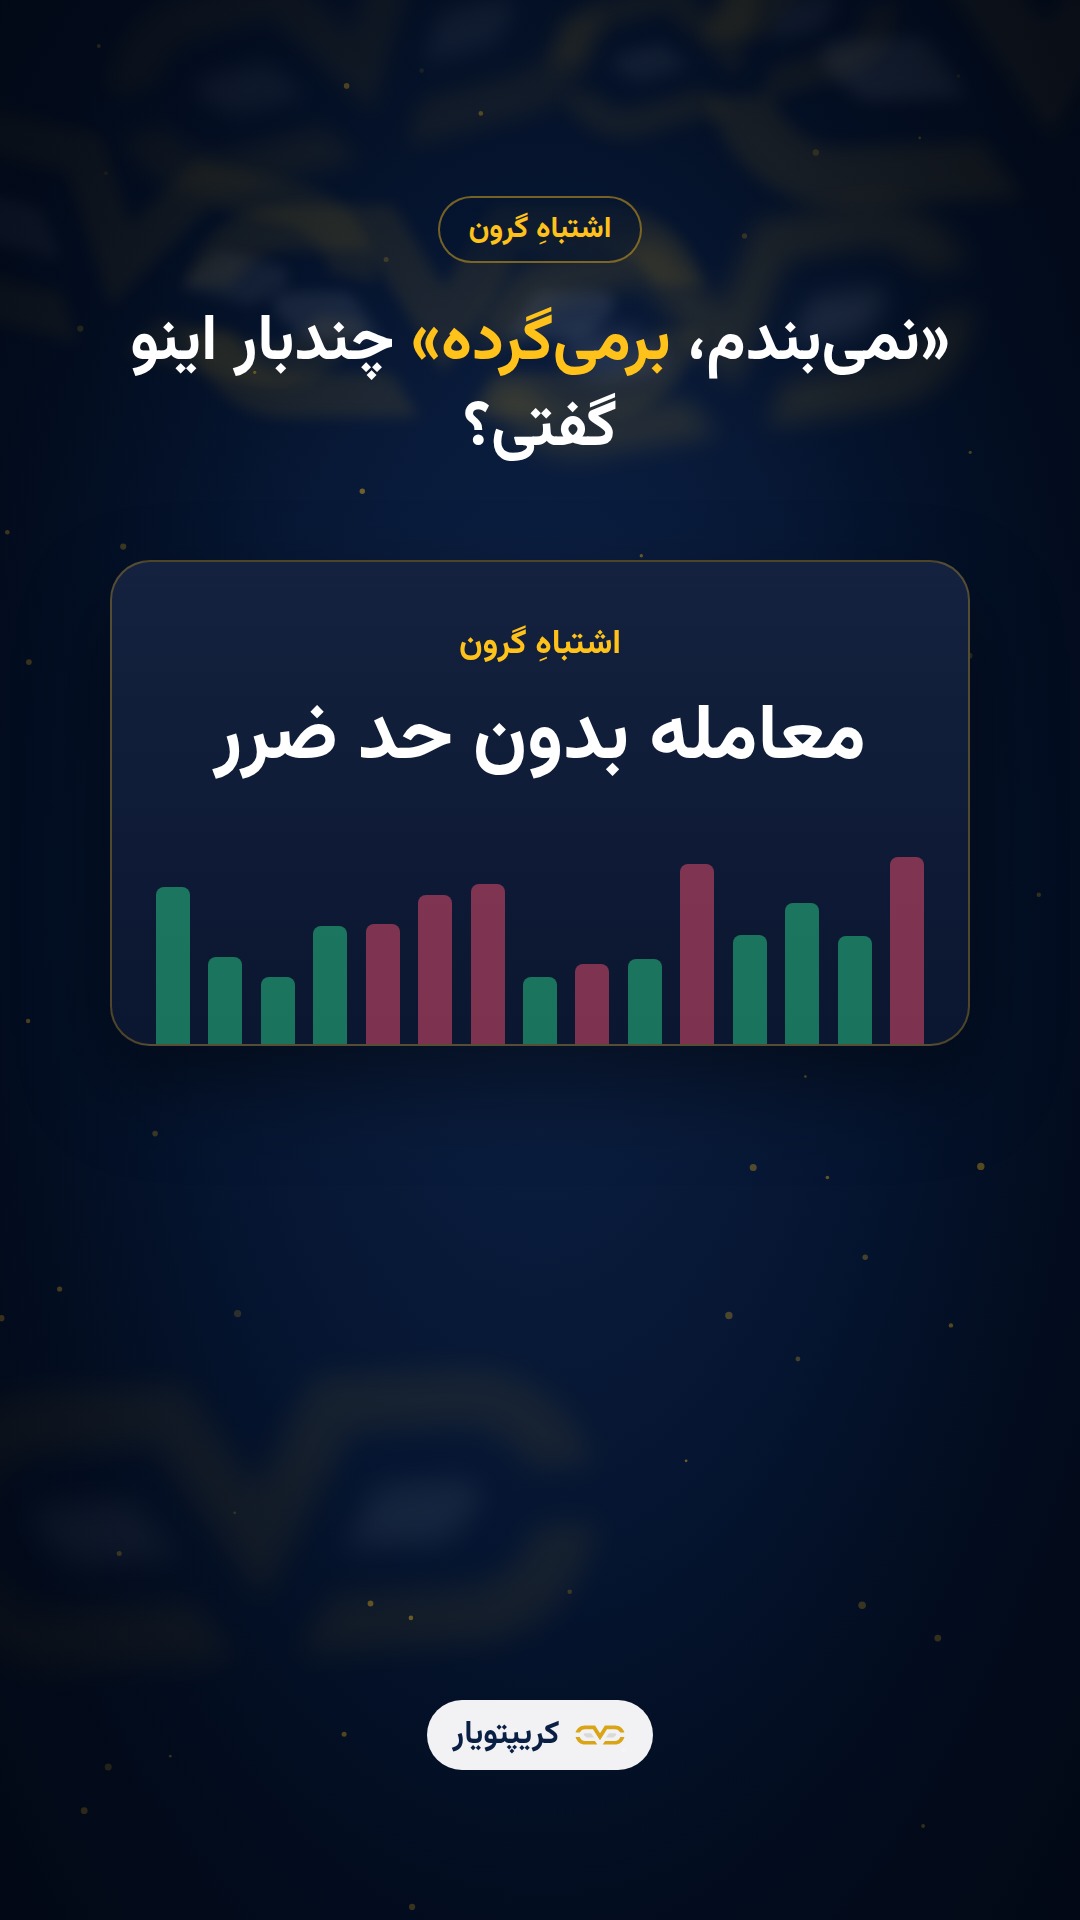 اشتباهِ گرون
«نمی‌بندم، برمی‌گرده» چندبار اینو
گفتی؟
اشتباهِ گرون
معامله بدون حد ضرر
کریپتویار